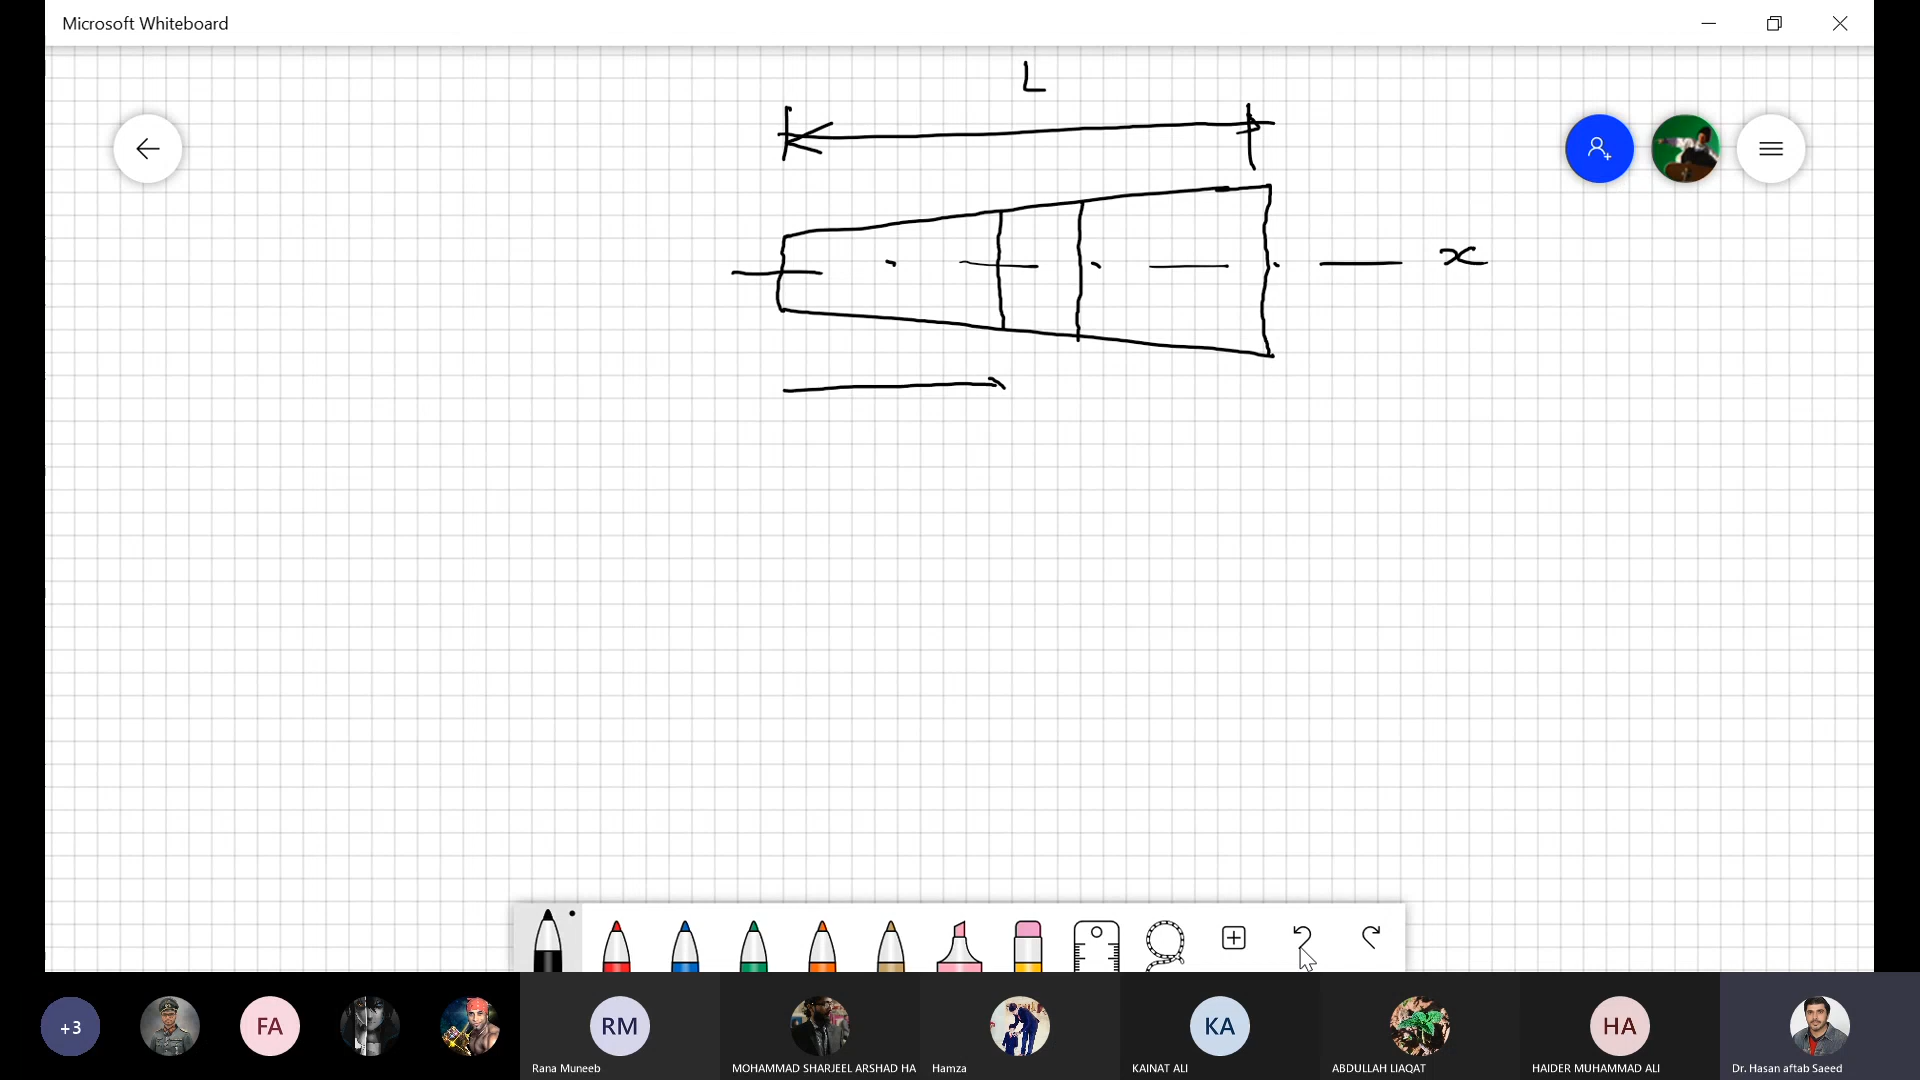 Microsoft Whiteboard
L
x
+3
FA
RM
KA
HA
Rana Muneeb
MOHAMMAD SHARJEEL ARSHAD HA
Hamza
KAINAT ALI
ABDULLAH LIAQAT
HAIDER MUHAMMAD ALI
Dr. Hasan aftab Saeed